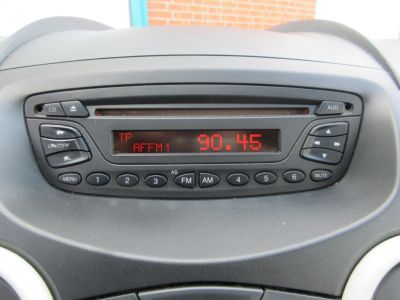 CD AUD
TP
AFFM1 90.45
ON/OFF
AS
MENU 1 2 3 FM AM 4 5 6 MUTE